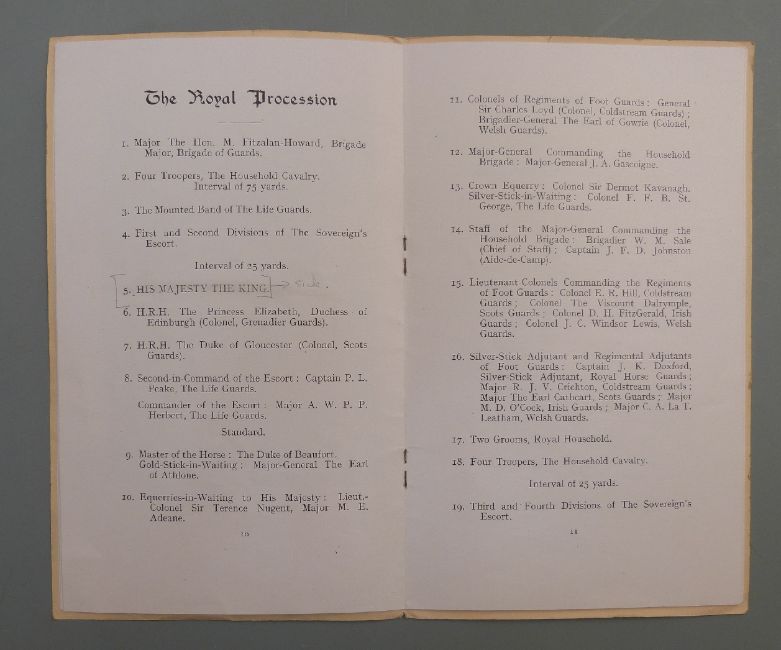 The Royal Procession
1. Major The Hon. M. Fitzalan-Howard, Brigade
Major, Brigade of Guards.
2. Four Troopers, The Household Cavalry.
Interval of 75 yards.
3. The Mounted Band of The Life Guards.
4. First and Second Divisions of The Sovereign's
Escort.
Interval of 25 yards.
5. HIS MAJESTY THE KING.
6. H.R.H. The Princess Elizabeth, Duchess of
Edinburgh (Colonel, Grenadier Guards).
7. H.R.H. The Duke of Gloucester (Colonel, Scots
Guards).
8. Second-in-Command of the Escort: Captain P. L.
Peake, The Life Guards.
Commander of the Escort: Major A. W. P. P.
Herbert, The Life Guards.
Standard.
9. Master of the Horse: The Duke of Beaufort.
Gold-Stick-in-Waiting: Major-General The Earl
of Athlone.
10. Equerries-in-Waiting to His Majesty: Lieut.-
Colonel Sir Terence Nugent, Major M. E.
Adeane.
10
11. Colonels of Regiments of Foot Guards: General
Sir Charles Loyd (Colonel, Coldstream Guards);
Brigadier-General The Earl of Gowrie (Colonel,
Welsh Guards).
12. Major-General Commanding the Household
Brigade: Major-General J. A. Gascoigne.
13. Crown Equerry: Colonel Sir Dermot Kavanagh.
Silver-Stick-in-Waiting: Colonel F. F. B. St.
George, The Life Guards.
14. Staff of the Major-General Commanding the
Household Brigade: Brigadier W. M. Sale
(Chief of Staff); Captain J. F. D. Johnston
(Aide-de-Camp).
15. Lieutenant-Colonels Commanding the Regiments
of Foot Guards: Colonel E. R. Hill, Coldstream
Guards; Colonel The Viscount Dalrymple,
Scots Guards; Colonel D. H. FitzGerald, Irish
Guards; Colonel J. C. Windsor Lewis, Welsh
Guards.
16. Silver-Stick Adjutant and Regimental Adjutants
of Foot Guards: Captain J. K. Doxford,
Silver-Stick Adjutant, Royal Horse Guards;
Major R. J. V. Crichton, Coldstream Guards;
Major The Earl Cathcart, Scots Guards; Major
M. D. O'Cock, Irish Guards; Major C. A. La T.
Leatham, Welsh Guards.
17. Two Grooms, Royal Household.
18. Four Troopers, The Household Cavalry.
Interval of 25 yards.
19. Third and Fourth Divisions of The Sovereign's
Escort.
11